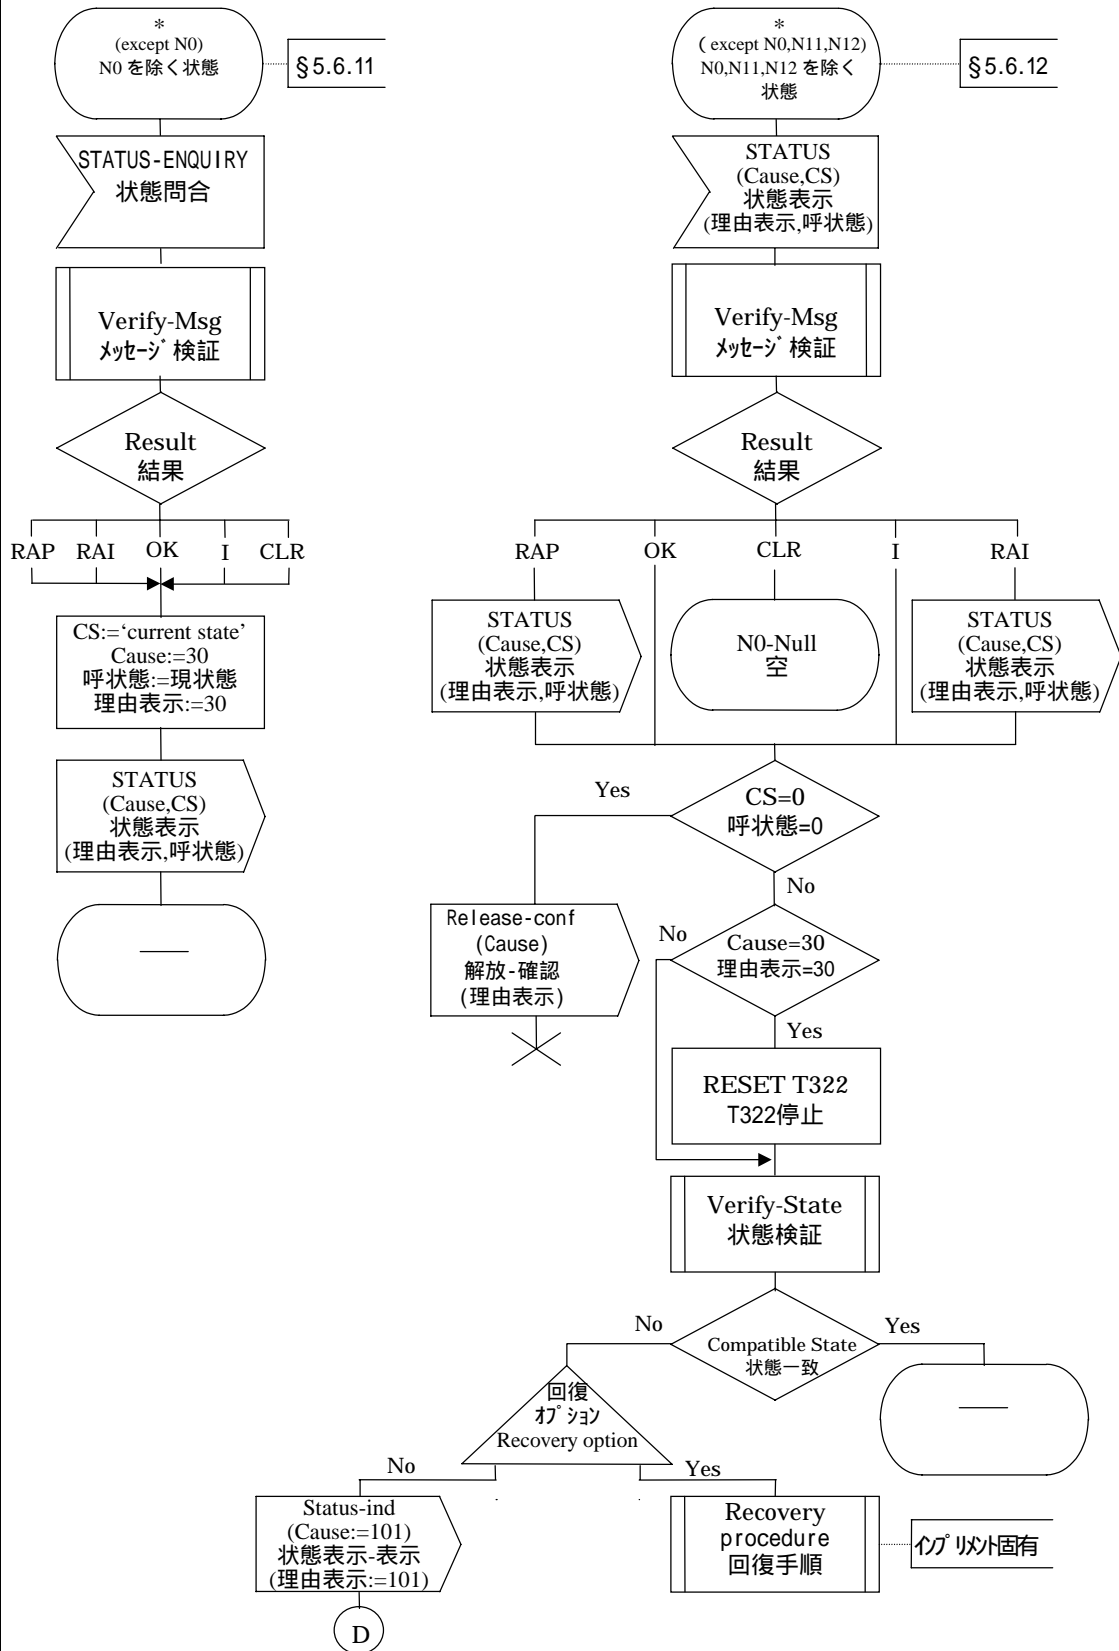 *
(except N0)
N0 を除く状態
§5.6.11
STATUS-ENQUIRY
状態問合
Verify-Msg
メッセージ検証
Result
結果
RAP RAI OK I CLR
CS:=‘current state’
Cause:=30
呼状態:=現状態
理由表示:=30
STATUS
(Cause,CS)
状態表示
(理由表示,呼状態)
*
(except N0,N11,N12)
N0,N11,N12 を除く
状態
§5.6.12
STATUS
(Cause,CS)
状態表示
(理由表示,呼状態)
Verify-Msg
メッセージ検証
Result
結果
RAP OK CLR I RAI
STATUS
(Cause,CS)
状態表示
(理由表示,呼状態)
N0-Null
空
STATUS
(Cause,CS)
状態表示
(理由表示,呼状態)
Yes
CS=0
呼状態=0
No
Release-conf
(Cause)
解放-確認
(理由表示)
No
Cause=30
理由表示=30
Yes
RESET T322
T322停止
Verify-State
状態検証
No
Compatible State
状態一致
Yes
回復
オプション
Recovery option
No
Yes
Status-ind
(Cause:=101)
状態表示-表示
(理由表示:=101)
Recovery
procedure
回復手順
インプリメント固有
D